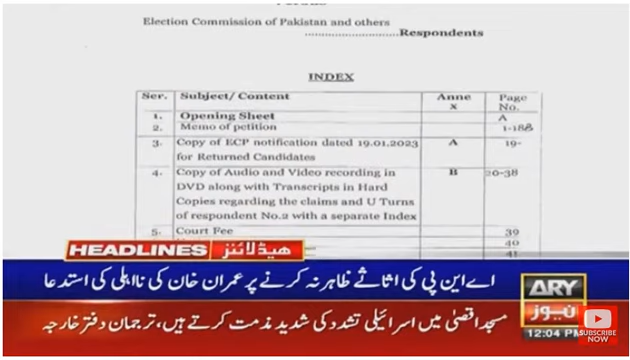 Election Commission of Pakistan and others
..............................Respondents
INDEX
Ser. Subject/ Content Anne x Page No.
1. Opening Sheet A
2. Memo of petition 1-188
3. Copy of ECP notification dated 19.01.2023 for Returned Candidates A 19-
4. Copy of Audio and Video recording in DVD along with Transcripts in Hard Copies regarding the claims and U Turns of respondent No.2 with a separate Index B 20-38
5. Court Fee 39
40
41
HEADLINES ہیڈلائنز
اے این پی کی اثاثے ظاہر نہ کرنے پر عمران خان کی نااہلی کی استدعا
مسجد اقصیٰ میں اسرائیلی تشدد کی شدید مذمت کرتے ہیں، ترجمان دفتر خارجہ
ARY
نیوز
12:04 PM
SUBSCRIBE NOW